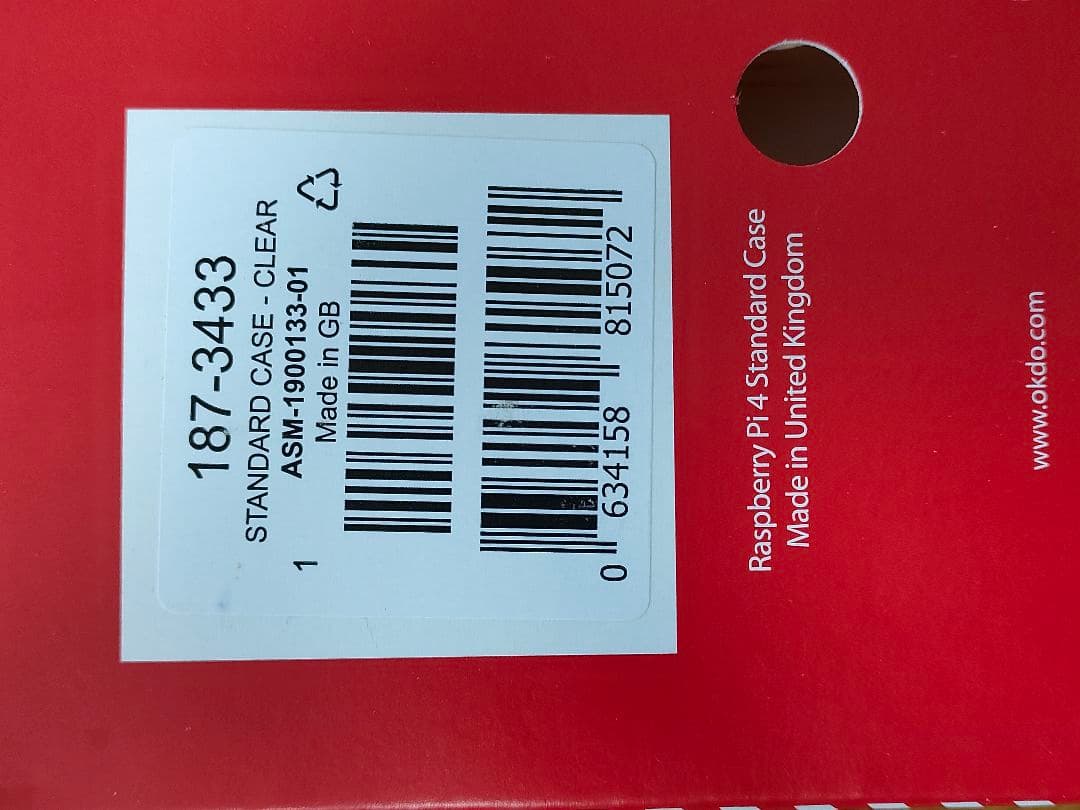 187-3433
STANDARD CASE - CLEAR
ASM-1900133-01
1 Made in GB
0 634158 815072
Raspberry Pi 4 Standard Case
Made in United Kingdom
www.okdo.com